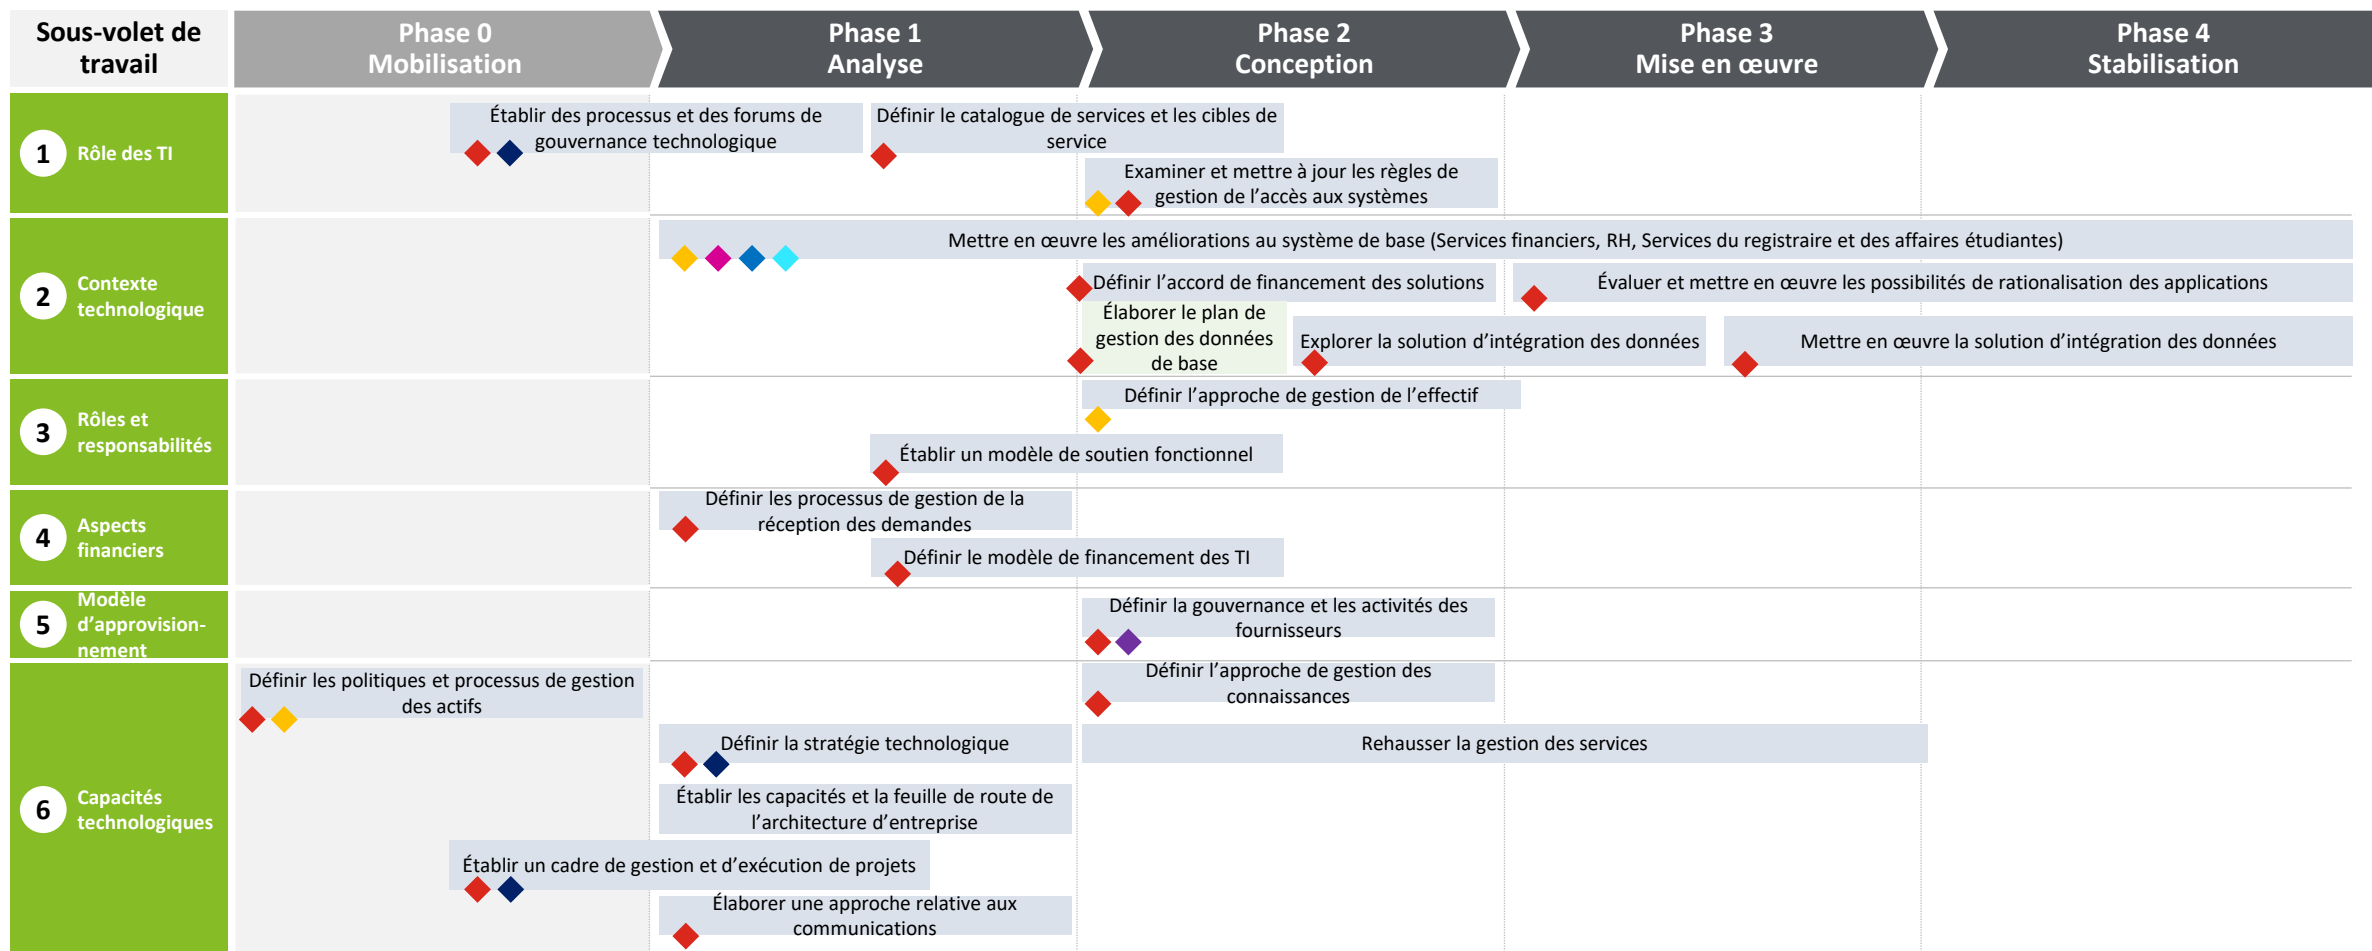 Sous-volet de
travail
Phase 0
Mobilisation
Phase 1
Analyse
Phase 2
Conception
Phase 3
Mise en œuvre
Phase 4
Stabilisation
1
Rôle des TI
Établir des processus et des forums de
gouvernance technologique
Définir le catalogue de services et les cibles de
service
Examiner et mettre à jour les règles de
gestion de l’accès aux systèmes
2
Contexte
technologique
Mettre en œuvre les améliorations au système de base (Services financiers, RH, Services du registraire et des affaires étudiantes)
Définir l’accord de financement des solutions
Évaluer et mettre en œuvre les possibilités de rationalisation des applications
Élaborer le plan de
gestion des données
de base
Explorer la solution d’intégration des données
Mettre en œuvre la solution d’intégration des données
3
Rôles et
responsabilités
Définir l’approche de gestion de l’effectif
Établir un modèle de soutien fonctionnel
4
Aspects
financiers
Définir les processus de gestion de la
réception des demandes
Définir le modèle de financement des TI
5
Modèle
d’approvision-
nement
Définir la gouvernance et les activités des
fournisseurs
6
Capacités
technologiques
Définir les politiques et processus de gestion
des actifs
Définir l’approche de gestion des
connaissances
Définir la stratégie technologique
Rehausser la gestion des services
Établir les capacités et la feuille de route de
l’architecture d’entreprise
Établir un cadre de gestion et d’exécution de projets
Élaborer une approche relative aux
communications